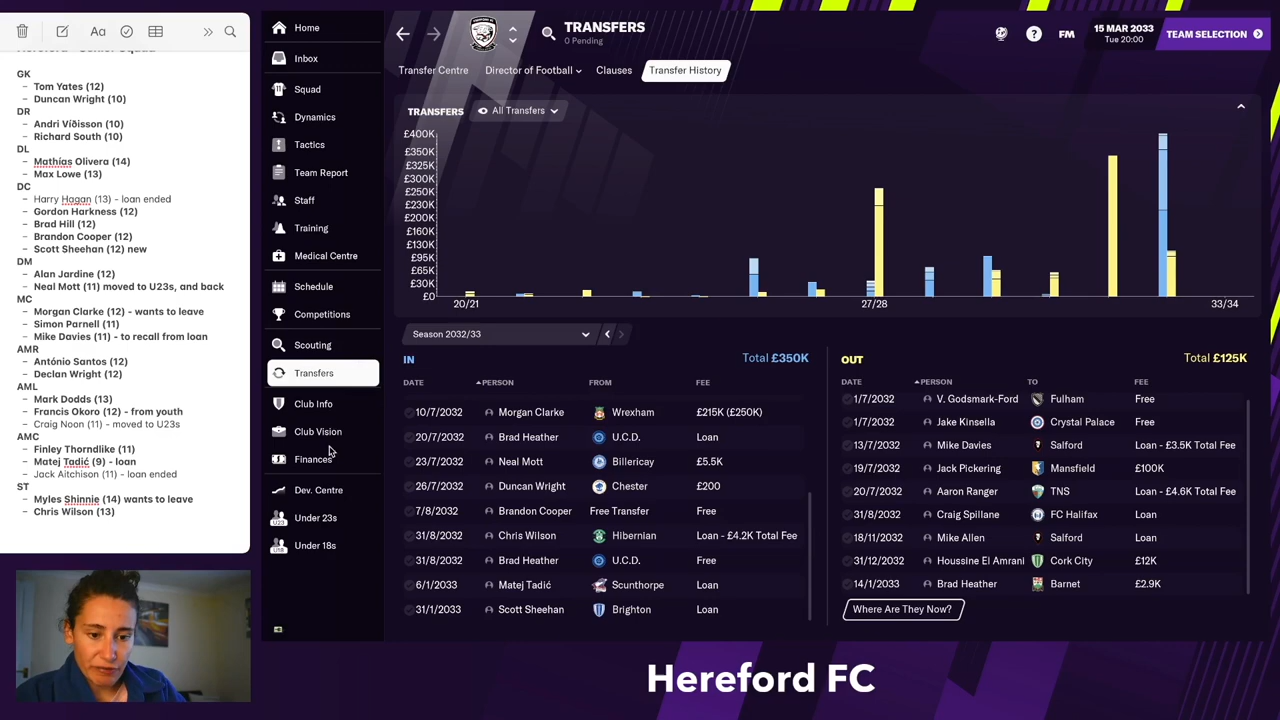 Aa
GK
– Tom Yates (12)
– Duncan Wright (10)
DR
– Andri Víðisson (10)
– Richard South (10)
DL
– Mathías Olivera (14)
– Max Lowe (13)
DC
– Harry Hagan (13) - loan ended
– Gordon Harkness (12)
– Brad Hill (12)
– Brandon Cooper (12)
– Scott Sheehan (12) new
DM
– Alan Jardine (12)
– Neal Mott (11) moved to U23s, and back
MC
– Morgan Clarke (12) - wants to leave
– Simon Parnell (11)
– Mike Davies (11) - to recall from loan
AMR
– António Santos (12)
– Declan Wright (12)
AML
– Mark Dodds (13)
– Francis Okoro (12) - from youth
– Craig Noon (11) - moved to U23s
AMC
– Finley Thorndlike (11)
– Matej Tadić (9) - loan
– Jack Aitchison (11) - loan ended
ST
– Myles Shinnie (14) wants to leave
– Chris Wilson (13)
Home
Inbox
Squad
Dynamics
Tactics
Team Report
Staff
Training
Medical Centre
Schedule
Competitions
Scouting
Transfers
Club Info
Club Vision
Finances
Dev. Centre
U23 Under 23s
U18 Under 18s
TRANSFERS
0 Pending
? FM
15 MAR 2033
Tue 20:00
TEAM SELECTION
Transfer Centre Director of Football Clauses Transfer History
TRANSFERS All Transfers
£400K
£350K
£325K
£300K
£250K
£230K
£160K
£130K
£95K
£65K
£30K
£0
20/21 27/28 33/34
Season 2032/33
IN Total £350K
DATE PERSON FROM FEE
10/7/2032 Morgan Clarke Wrexham £215K (£250K)
20/7/2032 Brad Heather U.C.D. Loan
23/7/2032 Neal Mott Billericay £5.5K
26/7/2032 Duncan Wright Chester £200
7/8/2032 Brandon Cooper Free Transfer Free
31/8/2032 Chris Wilson Hibernian Loan - £4.2K Total Fee
31/8/2032 Brad Heather U.C.D. Free
6/1/2033 Matej Tadić Scunthorpe Loan
31/1/2033 Scott Sheehan Brighton Loan
OUT Total £125K
DATE PERSON TO FEE
1/7/2032 V. Godsmark-Ford Fulham Free
1/7/2032 Jake Kinsella Crystal Palace Free
13/7/2032 Mike Davies Salford Loan - £3.5K Total Fee
19/7/2032 Jack Pickering Mansfield £100K
20/7/2032 Aaron Ranger TNS Loan - £4.6K Total Fee
31/8/2032 Craig Spillane FC Halifax Loan
18/11/2032 Mike Allen Salford Loan
31/12/2032 Houssine El Amrani Cork City £12K
14/1/2033 Brad Heather Barnet £2.9K
Where Are They Now?
Hereford FC